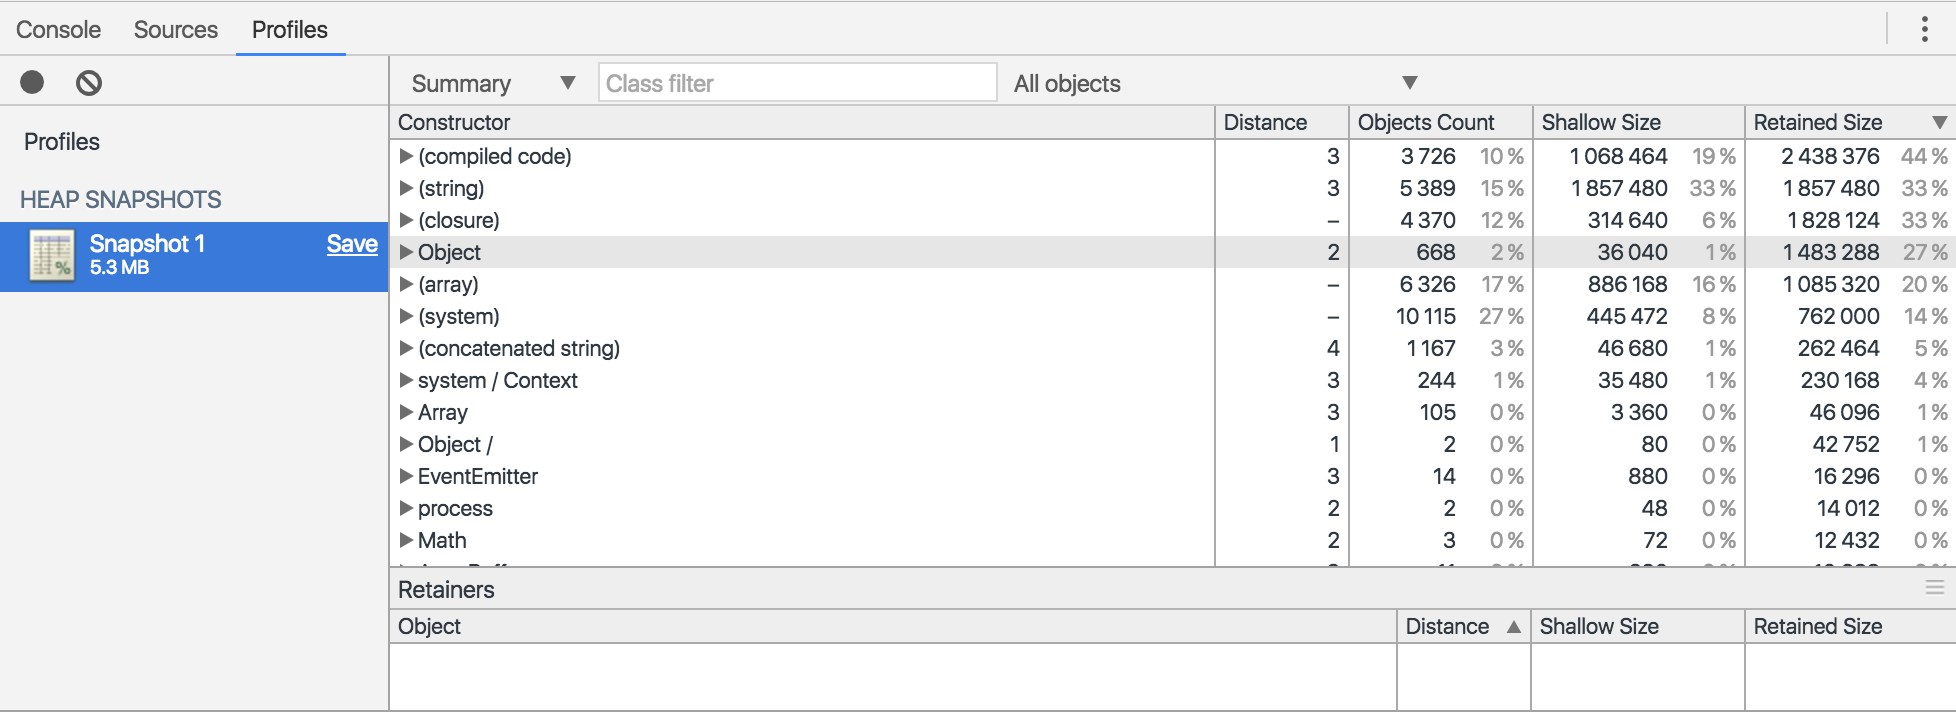 Console Sources Profiles
Summary Class filter All objects
Profiles
HEAP SNAPSHOTS
Snapshot 1 Save
5.3 MB
Constructor Distance Objects Count Shallow Size Retained Size
(compiled code) 3 3 726 10 % 1 068 464 19 % 2 438 376 44 %
(string) 3 5 389 15 % 1 857 480 33 % 1 857 480 33 %
(closure) – 4 370 12 % 314 640 6 % 1 828 124 33 %
Object 2 668 2 % 36 040 1 % 1 483 288 27 %
(array) – 6 326 17 % 886 168 16 % 1 085 320 20 %
(system) – 10 115 27 % 445 472 8 % 762 000 14 %
(concatenated string) 4 1 167 3 % 46 680 1 % 262 464 5 %
system / Context 3 244 1 % 35 480 1 % 230 168 4 %
Array 3 105 0 % 3 360 0 % 46 096 1 %
Object / 1 2 0 % 80 0 % 42 752 1 %
EventEmitter 3 14 0 % 880 0 % 16 296 0 %
process 2 2 0 % 48 0 % 14 012 0 %
Math 2 3 0 % 72 0 % 12 432 0 %
Retainers
Object Distance Shallow Size Retained Size